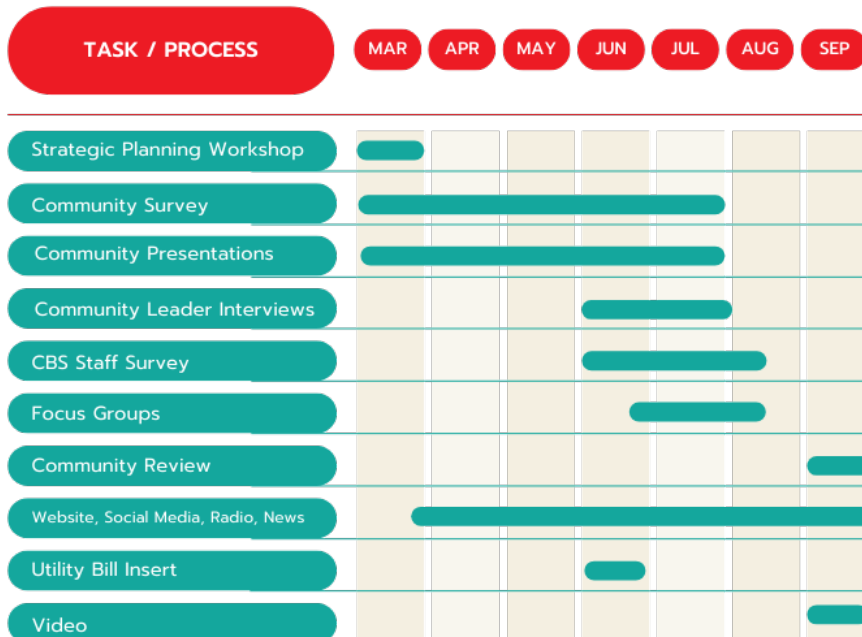 TASK / PROCESS MAR APR MAY JUN JUL AUG SEP
Strategic Planning Workshop
Community Survey
Community Presentations
Community Leader Interviews
CBS Staff Survey
Focus Groups
Community Review
Website, Social Media, Radio, News
Utility Bill Insert
Video